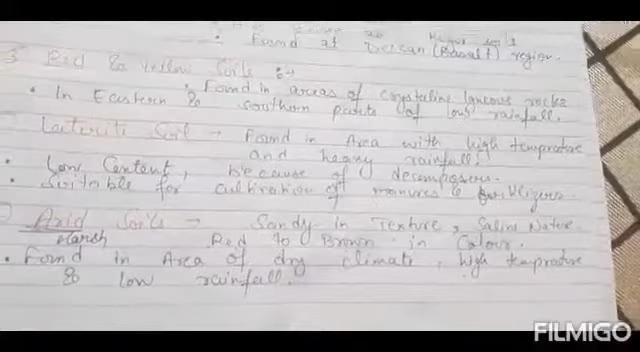 Found at Deccan (Basalt) region.
Red & Yellow Soils :-
• In Eastern & Found in areas of crystalline Igneous rocks
southern parts of low rainfall.
Laterite Soil → Found in Area with high temprature
and heavy rainfall.
• Low Content, because of decomposers.
• Suitable for cultivation of manures &
Arid Soils → Sandy in Texture, Saline Nature
Marsh Red to Brown in Colour.
• Found in Area of dry climate, high temprature
& low rainfall.
FILMIGO